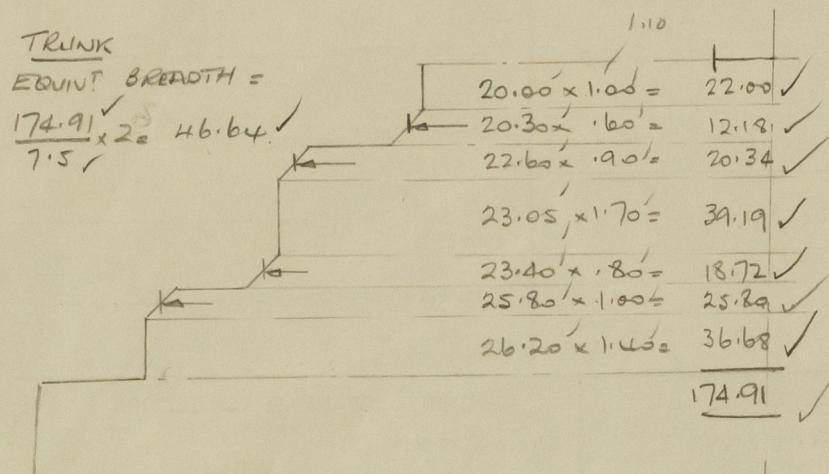 1.10
TRUNK
EQUIVT BREADTH =
174.91 / 7.5 × 2 = 46.64
20.00' × 1.00' = 22.00
20.30' × .60' = 12.18
22.60' × .90' = 20.34
23.05' × 1.70' = 39.19
23.40' × .80' = 18.72
25.80' × 1.00' = 25.80
26.20' × 1.40' = 36.68
174.91